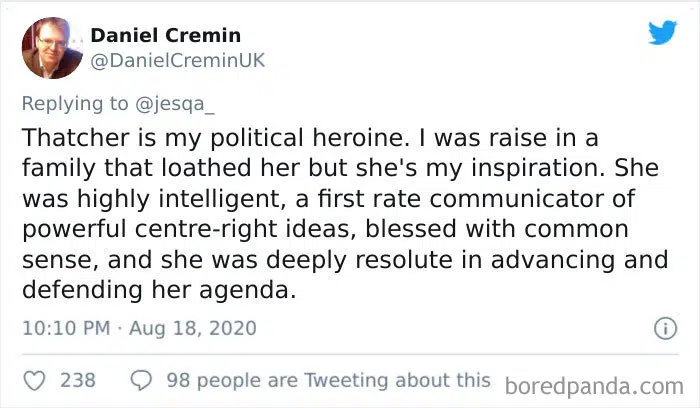 Daniel Cremin
@DanielCreminUK
Replying to @jesqa_
Thatcher is my political heroine. I was raise in a
family that loathed her but she's my inspiration. She
was highly intelligent, a first rate communicator of
powerful centre-right ideas, blessed with common
sense, and she was deeply resolute in advancing and
defending her agenda.
10:10 PM · Aug 18, 2020
238 98 people are Tweeting about this
boredpanda.com